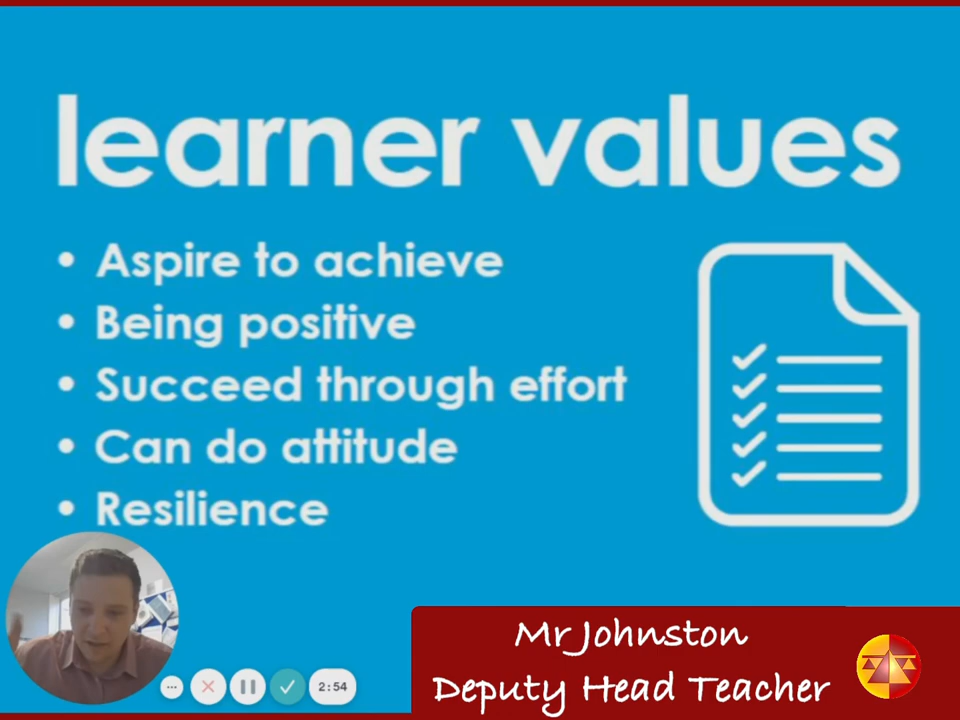 learner values
• Aspire to achieve
• Being positive
• Succeed through effort
• Can do attitude
• Resilience
2:54
Mr Johnston
Deputy Head Teacher